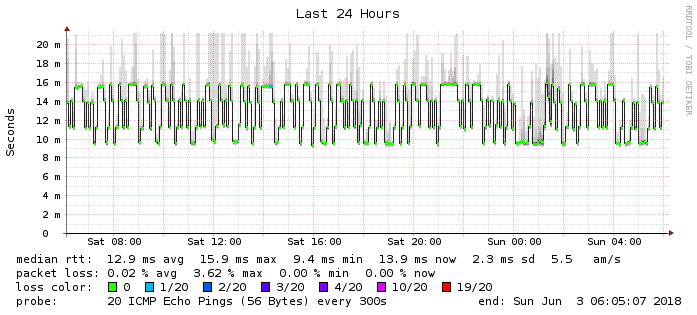 Last 24 Hours
RRDTOOL / TOBI OETIKER
Seconds
20 m
18 m
16 m
14 m
12 m
10 m
8 m
6 m
4 m
2 m
0
Sat 08:00 Sat 12:00 Sat 16:00 Sat 20:00 Sun 00:00 Sun 04:00
median rtt: 12.9 ms avg 15.9 ms max 9.4 ms min 13.9 ms now 2.3 ms sd 5.5 am/s
packet loss: 0.02 % avg 3.62 % max 0.00 % min 0.00 % now
loss color: 0 1/20 2/20 3/20 4/20 10/20 19/20
probe: 20 ICMP Echo Pings (56 Bytes) every 300s end: Sun Jun 3 06:05:07 2018